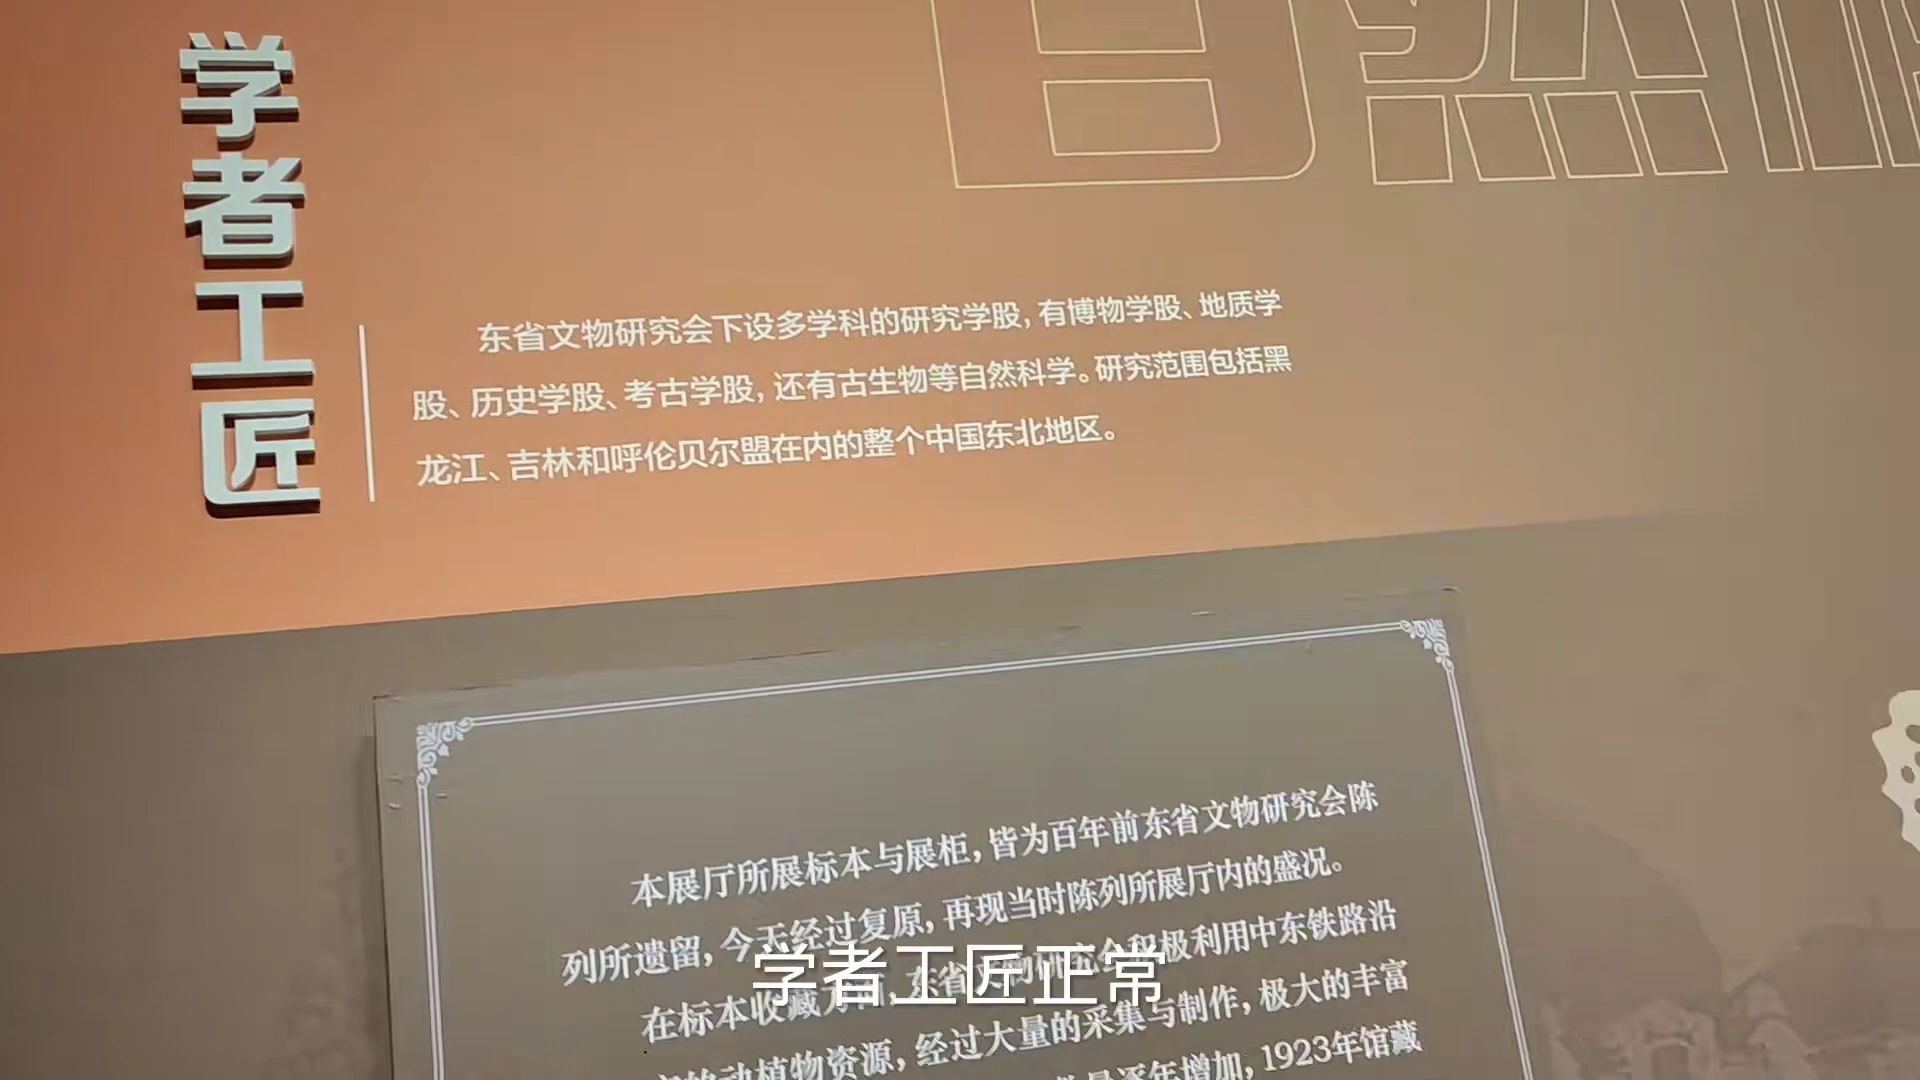 学者工匠
东省文物研究会下设多学科的研究学股,有博物学股、地质学
股、历史学股、考古学股,还有古生物等自然科学。研究范围包括黑
龙江、吉林和呼伦贝尔盟在内的整个中国东北地区。
本展厅所展标本与展柜,皆为百年前东省文物研究会陈
列所遗留,今天经过复原,再现当时陈列所展厅内的盛况。
在标本收藏方面,东省文物研究会积极利用中东铁路沿
动植物资源,经过大量的采集与制作,极大的丰富
逐年增加,1923年馆藏
学者工匠正常